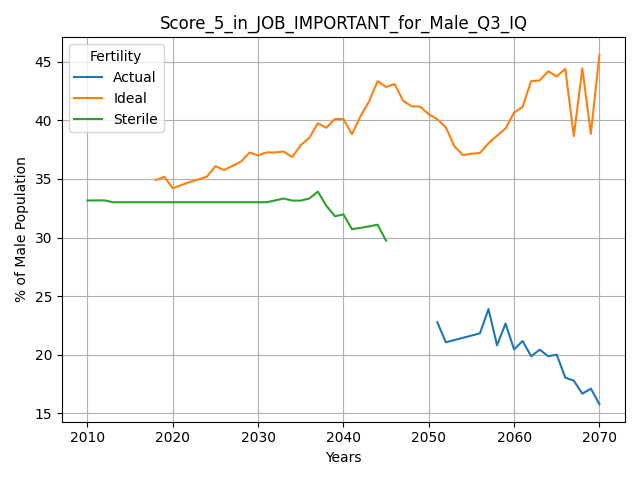 Score_5_in_JOB_IMPORTANT_for_Male_Q3_IQ
Fertility
Actual
Ideal
Sterile
% of Male Population
45
40
35
30
25
20
15
2010 2020 2030 2040 2050 2060 2070
Years